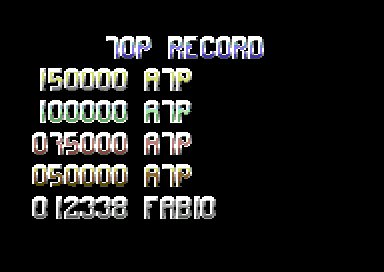 TOP RECORD
150000 ATP
100000 ATP
075000 ATP
050000 ATP
012338 FABIO